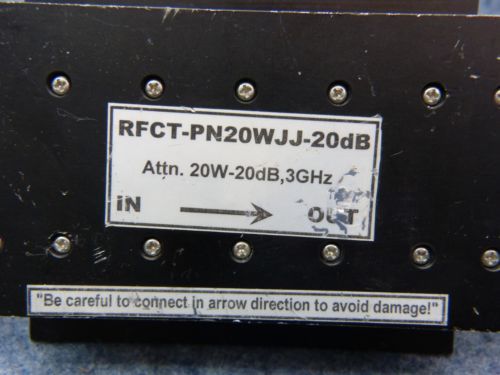 RFCT-PN20WJJ-20dB
Attn. 20W-20dB,3GHz
iN OUT
"Be careful to connect in arrow direction to avoid damage!"